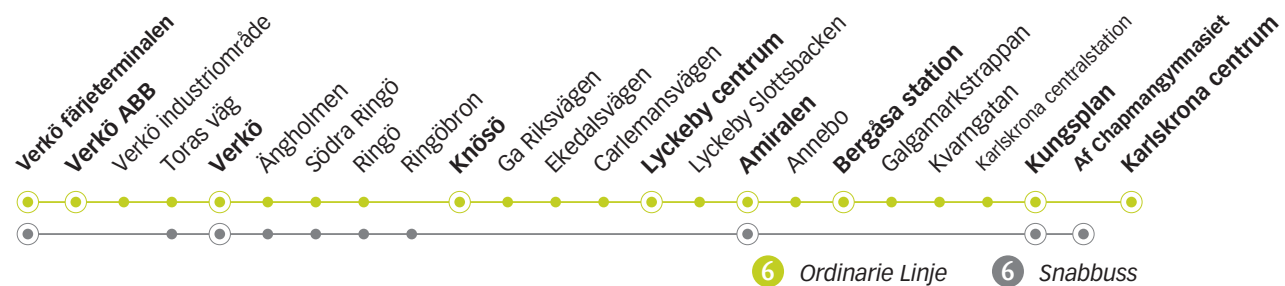 Verkö färjeterminalen
Verkö ABB
Verkö industriområde
Toras väg
Verkö
Ängholmen
Södra Ringö
Ringö
Ringöbron
Knösö
Ga Riksvägen
Ekedalsvägen
Carlemansvägen
Lyckeby centrum
Lyckeby Slottsbacken
Amiralen
Annebo
Bergåsa station
Galgamarkstrappan
Kvarngatan
Karlskrona centralstation
Kungsplan
Af Chapmangymnasiet
Karlskrona centrum
6 Ordinarie Linje 6 Snabbuss